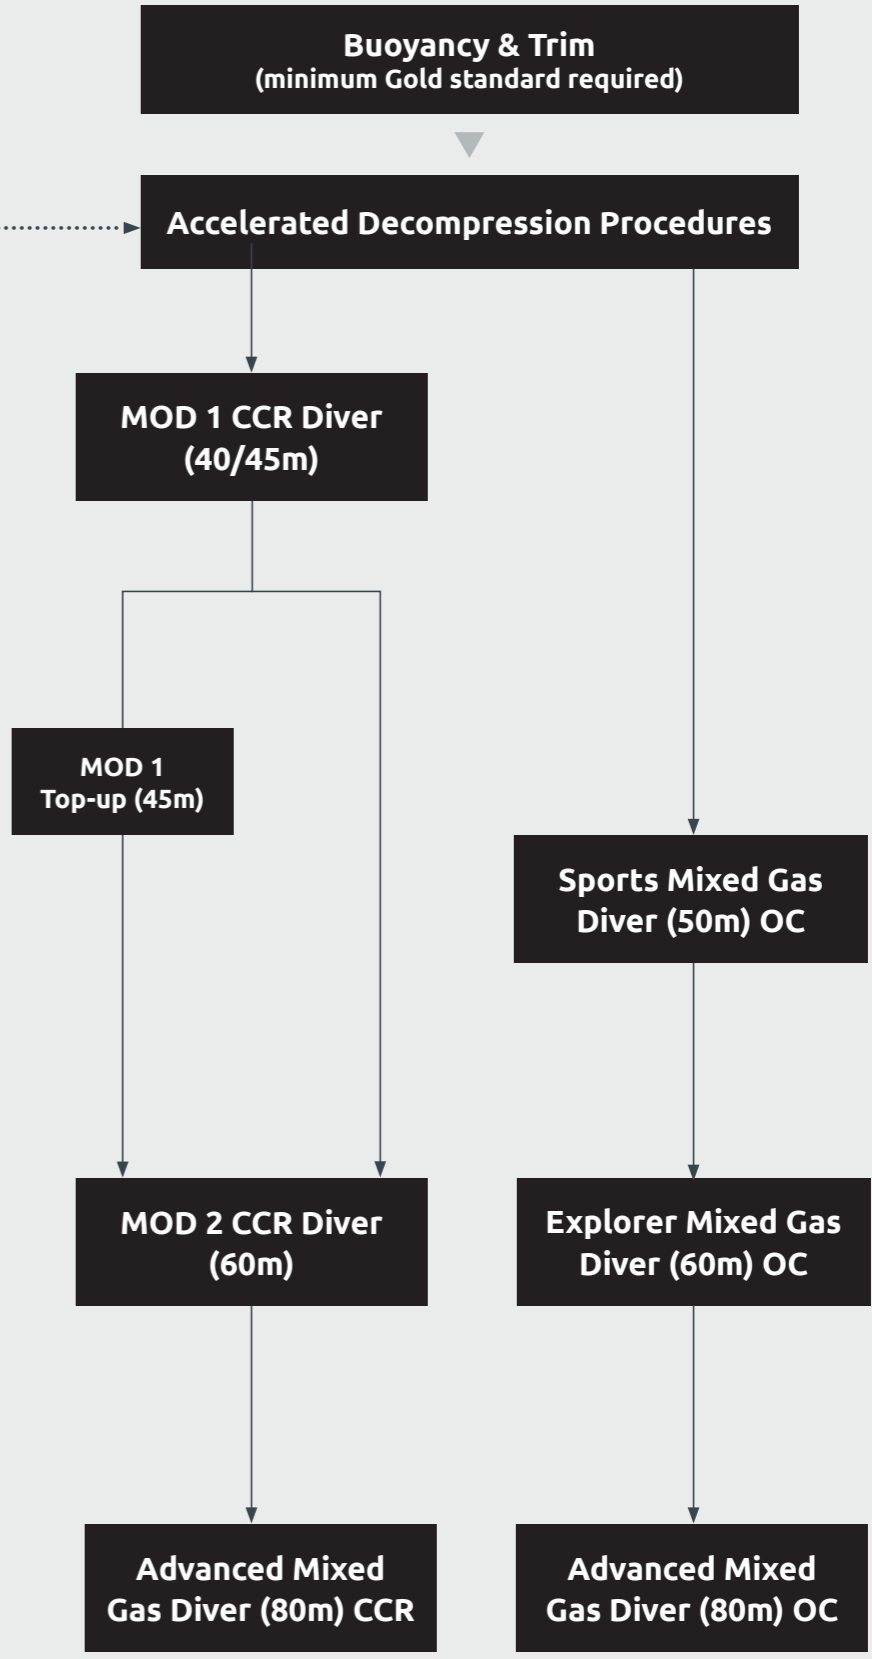 Buoyancy & Trim
(minimum Gold standard required)
Accelerated Decompression Procedures
MOD 1 CCR Diver
(40/45m)
MOD 1
Top-up (45m)
Sports Mixed Gas
Diver (50m) OC
MOD 2 CCR Diver
(60m)
Explorer Mixed Gas
Diver (60m) OC
Advanced Mixed
Gas Diver (80m) CCR
Advanced Mixed
Gas Diver (80m) OC